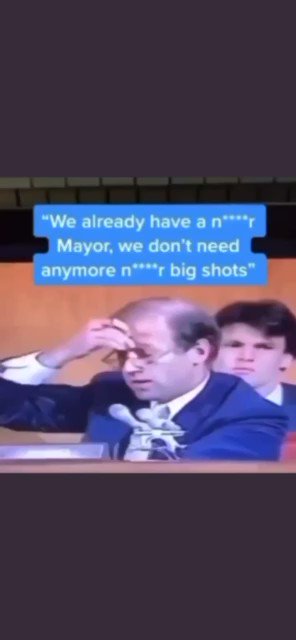 “We already have a n****r
Mayor, we don’t need
anymore n****r big shots”